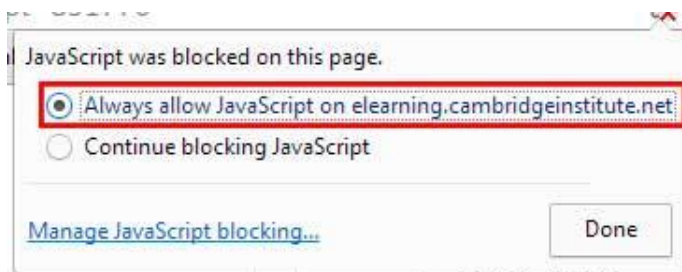 JavaScript was blocked on this page.
Always allow JavaScript on elearning.cambridgeinstitute.net
Continue blocking JavaScript
Manage JavaScript blocking...
Done